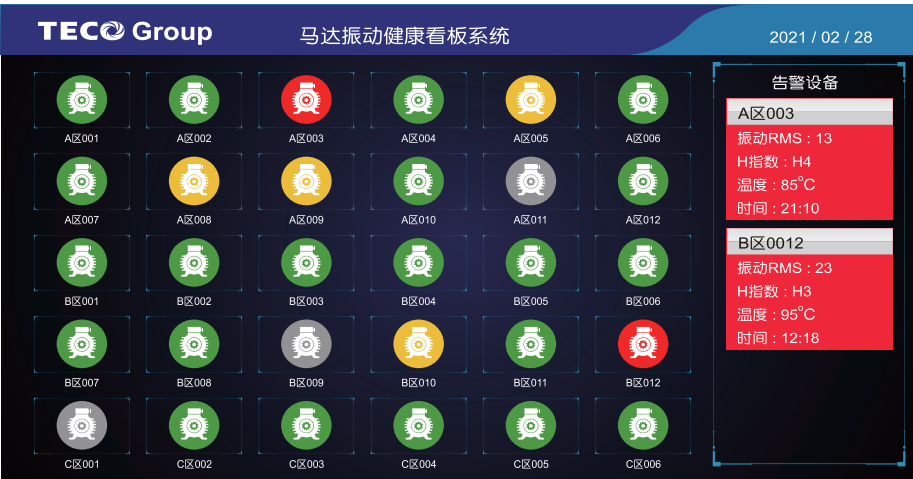 TECO Group
马达振动健康看板系统
2021 / 02 / 28
A区001
A区002
A区003
A区004
A区005
A区006
A区007
A区008
A区009
A区010
A区011
A区012
B区001
B区002
B区003
B区004
B区005
B区006
B区007
B区008
B区009
B区010
B区011
B区012
C区001
C区002
C区003
C区004
C区005
C区006
告警设备
A区003
振动RMS : 13
H指数 : H4
温度 : 85°C
时间 : 21:10
B区0012
振动RMS : 23
H指数 : H3
温度 : 95°C
时间 : 12:18